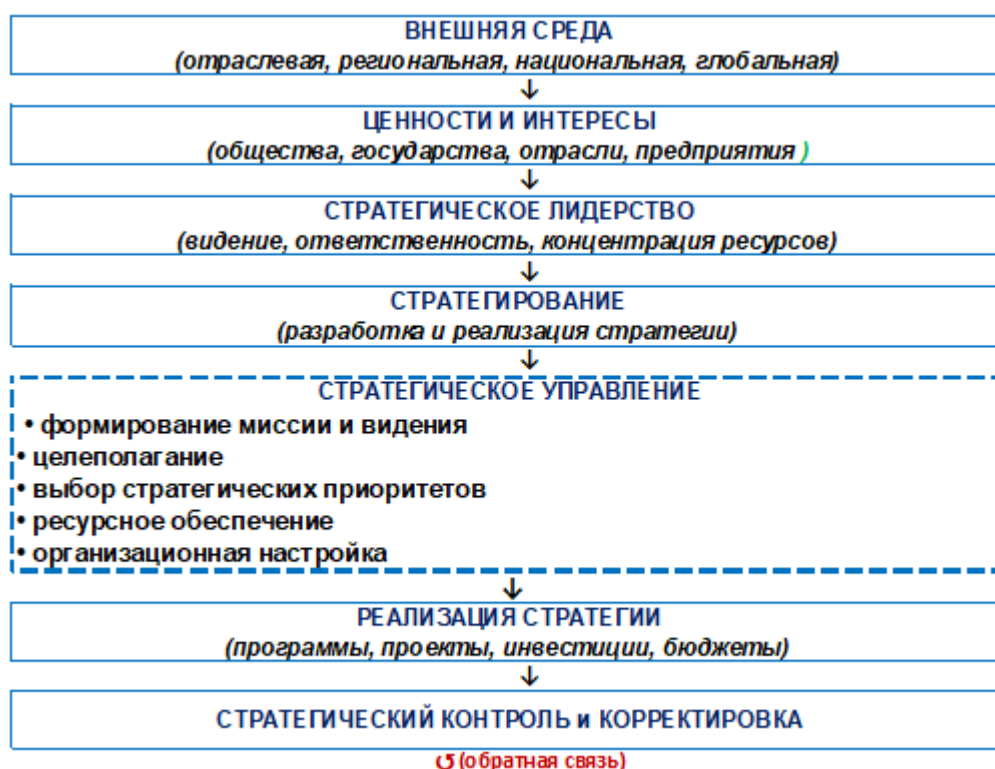 ВНЕШНЯЯ СРЕДА
(отраслевая, региональная, национальная, глобальная)
↓
ЦЕННОСТИ И ИНТЕРЕСЫ
(общества, государства, отрасли, предприятия )
↓
СТРАТЕГИЧЕСКОЕ ЛИДЕРСТВО
(видение, ответственность, концентрация ресурсов)
↓
СТРАТЕГИРОВАНИЕ
(разработка и реализация стратегии)
↓
СТРАТЕГИЧЕСКОЕ УПРАВЛЕНИЕ
• формирование миссии и видения
• целеполагание
• выбор стратегических приоритетов
• ресурсное обеспечение
• организационная настройка
↓
РЕАЛИЗАЦИЯ СТРАТЕГИИ
(программы, проекты, инвестиции, бюджеты)
↓
СТРАТЕГИЧЕСКИЙ КОНТРОЛЬ и КОРРЕКТИРОВКА
↺ (обратная связь)